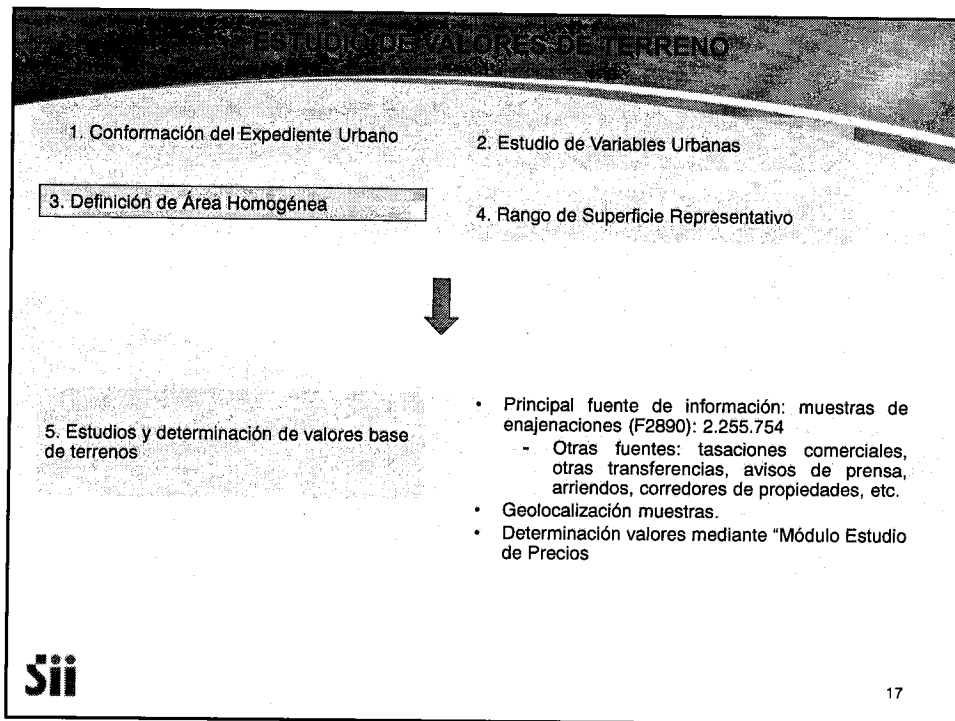 ESTUDIO DE VALORES DE TERRENO
1. Conformación del Expediente Urbano
2. Estudio de Variables Urbanas
3. Definición de Área Homogénea
4. Rango de Superficie Representativo
5. Estudios y determinación de valores base
de terrenos
• Principal fuente de información: muestras de
enajenaciones (F2890): 2.255.754
- Otras fuentes: tasaciones comerciales,
otras transferencias, avisos de prensa,
arriendos, corredores de propiedades, etc.
• Geolocalización muestras.
• Determinación valores mediante “Módulo Estudio
de Precios
Sii
17